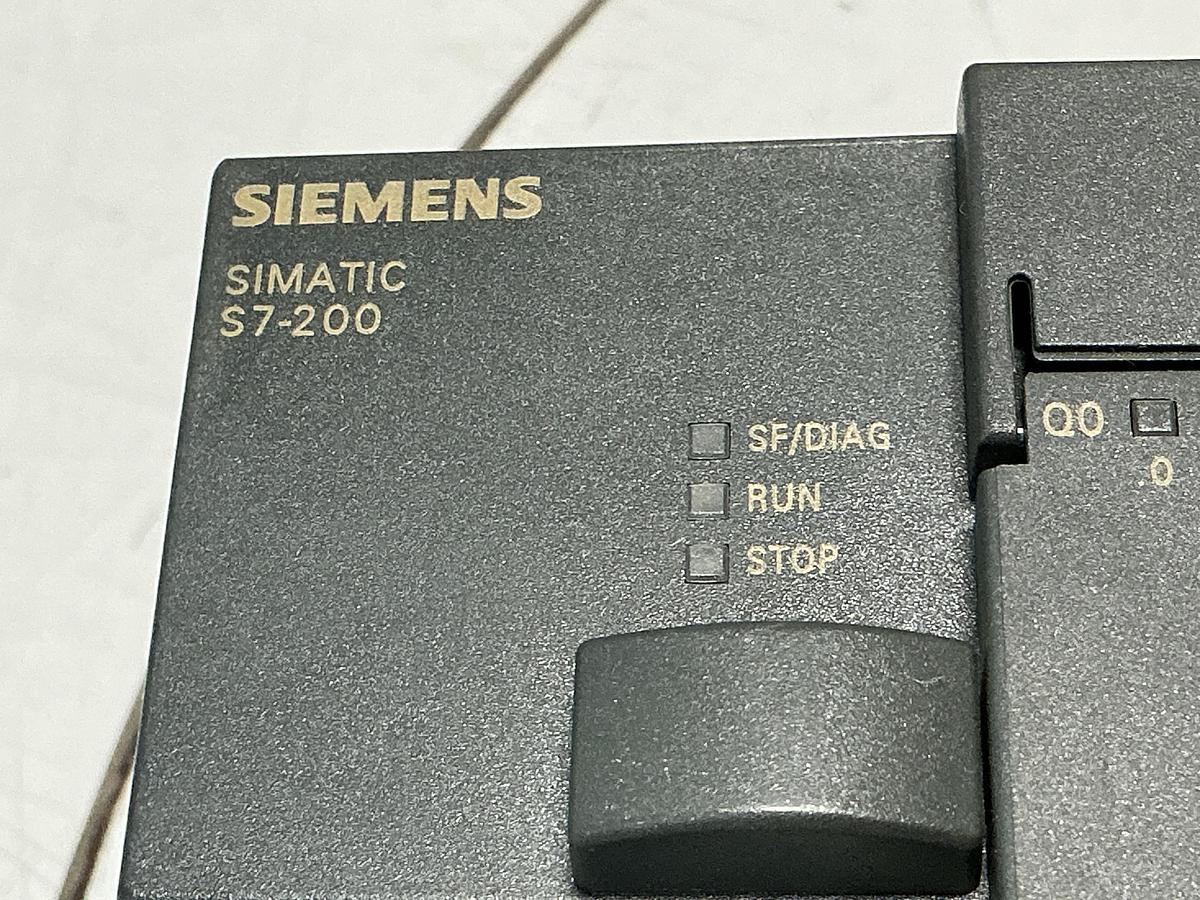 SIEMENS
SIMATIC
S7-200
SF/DIAG
RUN
STOP
Q0
.0